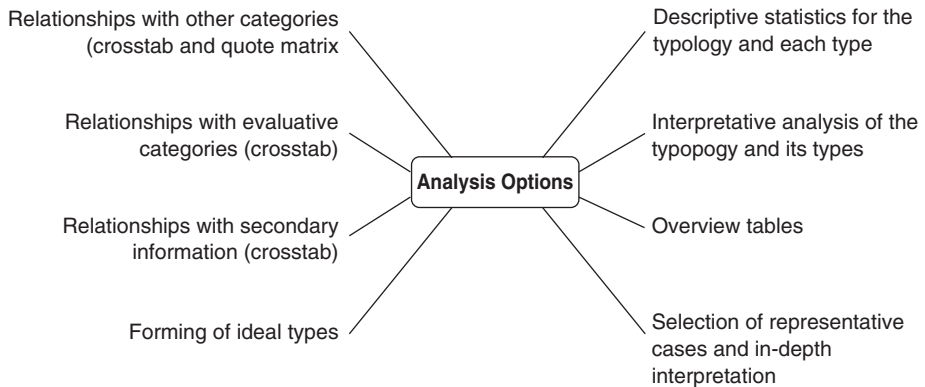 Relationships with other categories
(crosstab and quote matrix
Relationships with evaluative
categories (crosstab)
Relationships with secondary
information (crosstab)
Forming of ideal types
Analysis Options
Descriptive statistics for the
typology and each type
Interpretative analysis of the
typopogy and its types
Overview tables
Selection of representative
cases and in-depth
interpretation